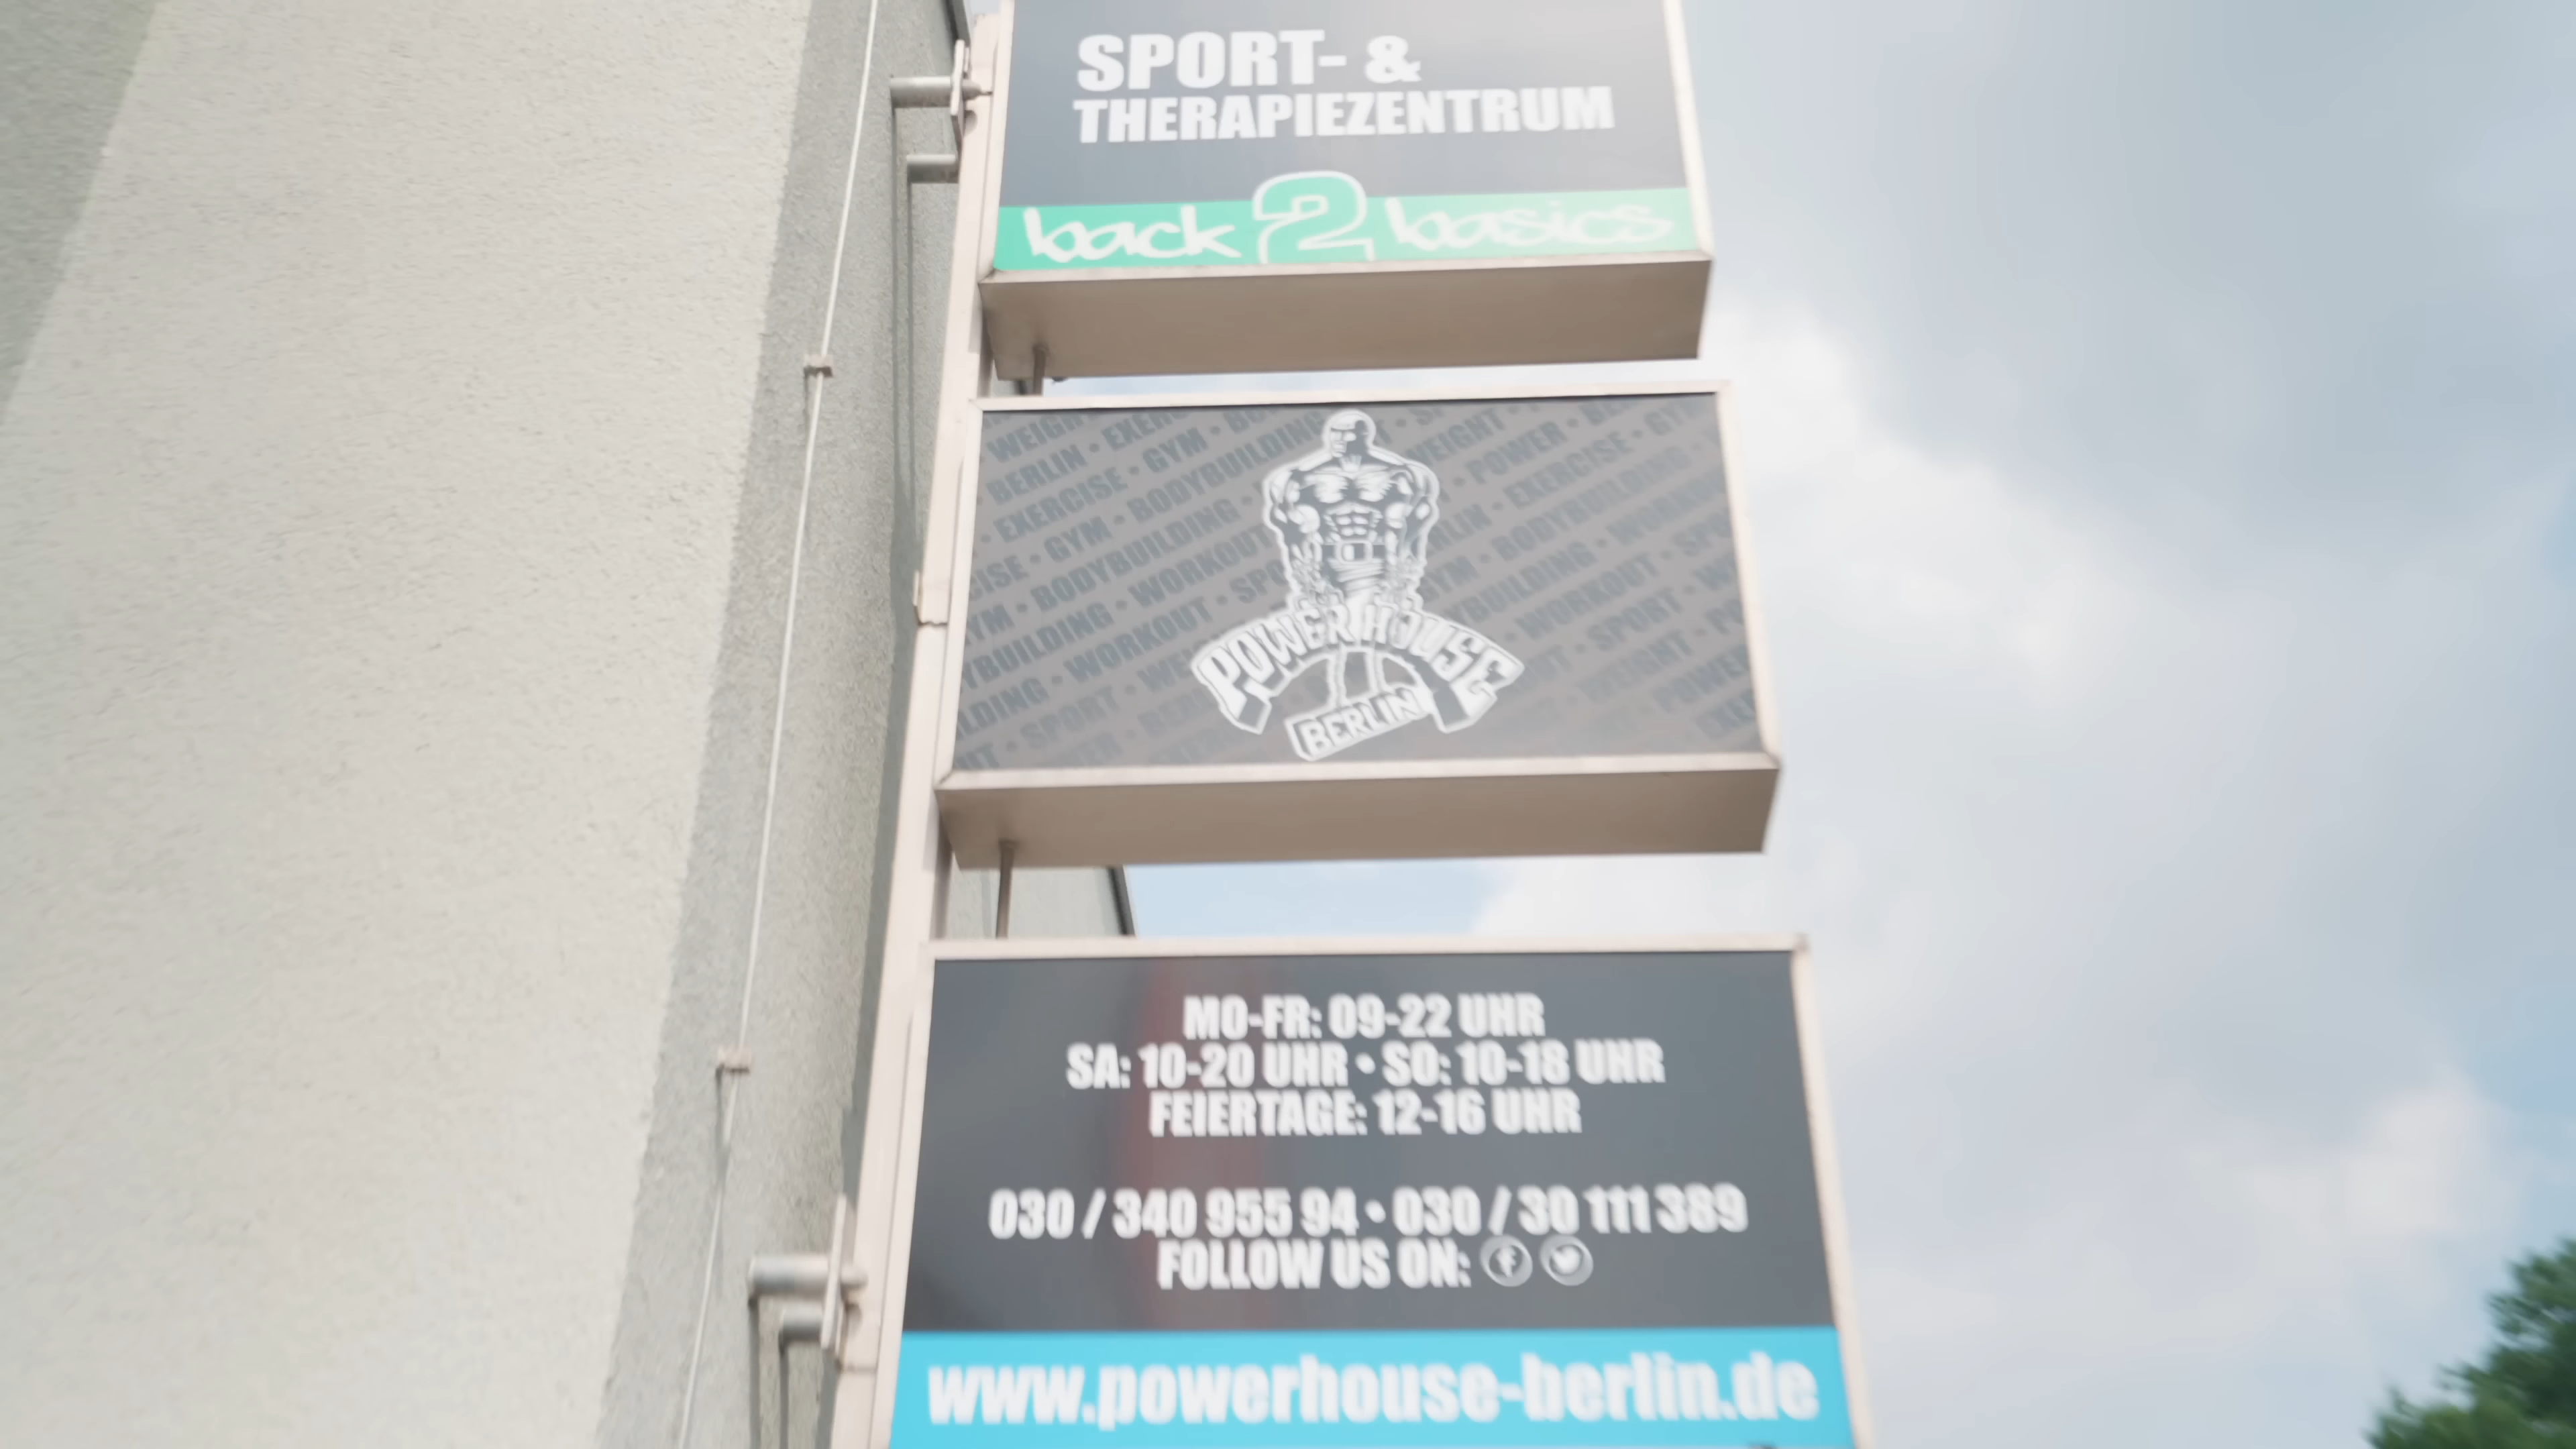 SPORT- &
THERAPIEZENTRUM
back 2 basics
POWERHOUSE
BERLIN
MO-FR: 09-22 UHR
SA: 10-20 UHR • SO: 10-18 UHR
FEIERTAGE: 12-16 UHR
030 / 340 955 94 • 030 / 30 111 389
FOLLOW US ON:
www.powerhouse-berlin.de